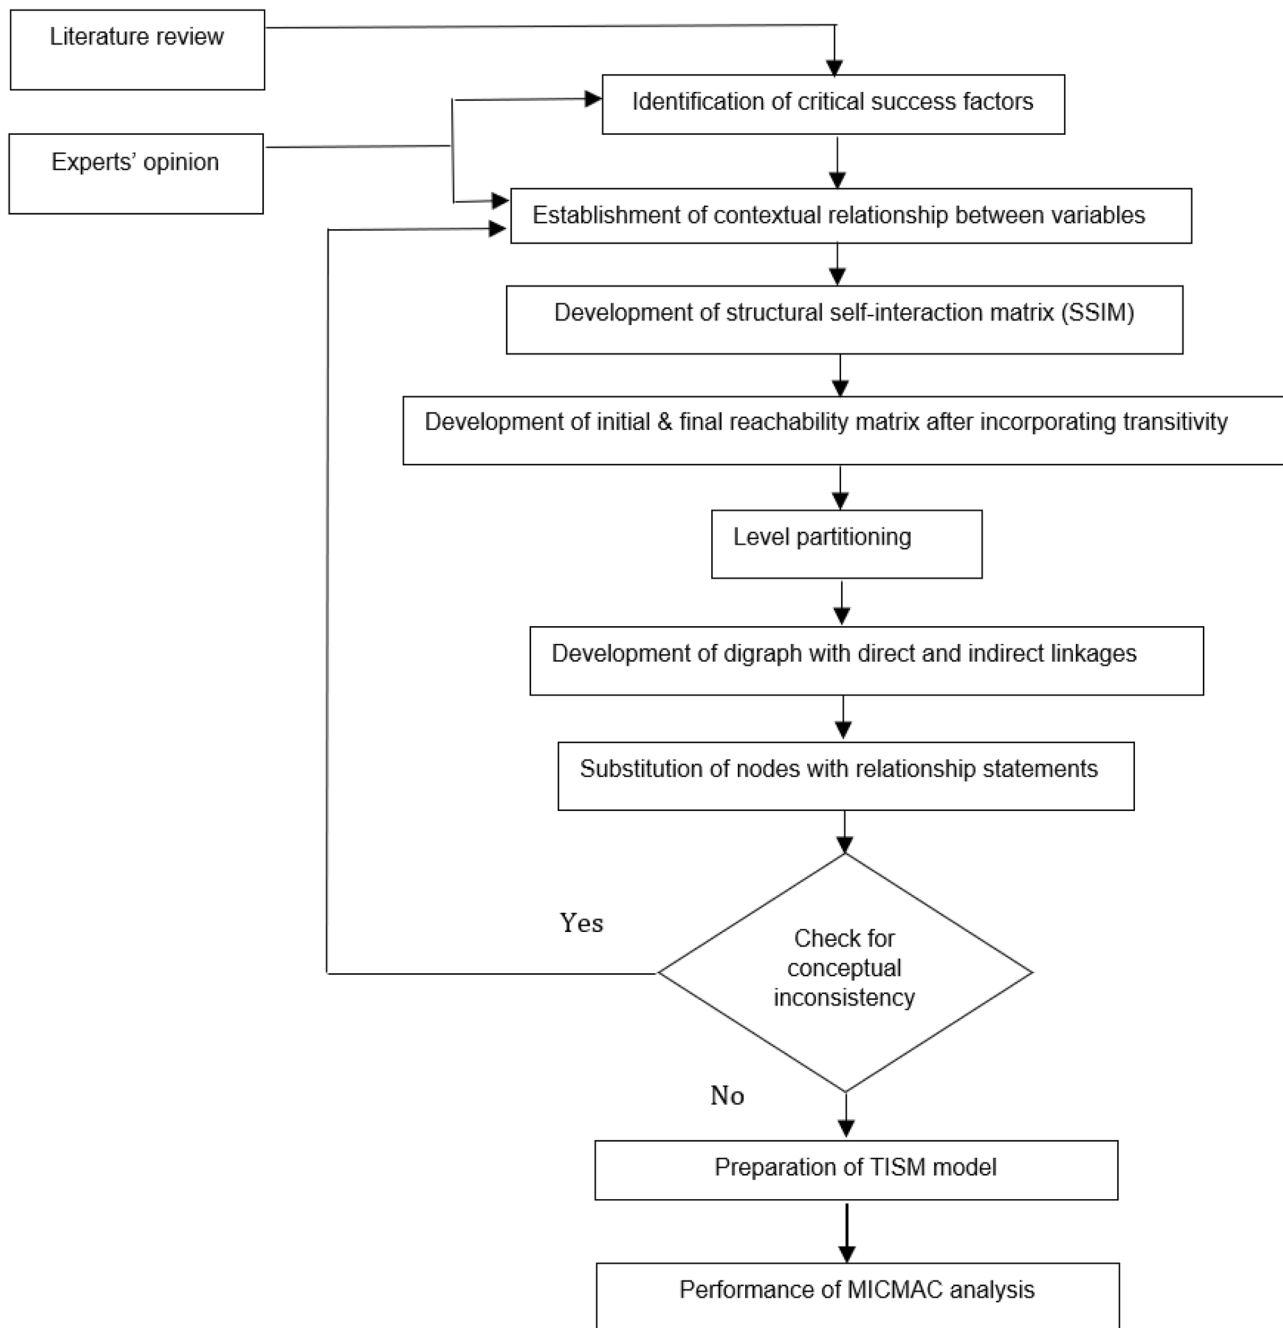 Literature review
Identification of critical success factors
Experts’ opinion
Establishment of contextual relationship between variables
Development of structural self-interaction matrix (SSIM)
Development of initial & final reachability matrix after incorporating transitivity
Level partitioning
Development of digraph with direct and indirect linkages
Substitution of nodes with relationship statements
Yes
Check for
conceptual
inconsistency
No
Preparation of TISM model
Performance of MICMAC analysis